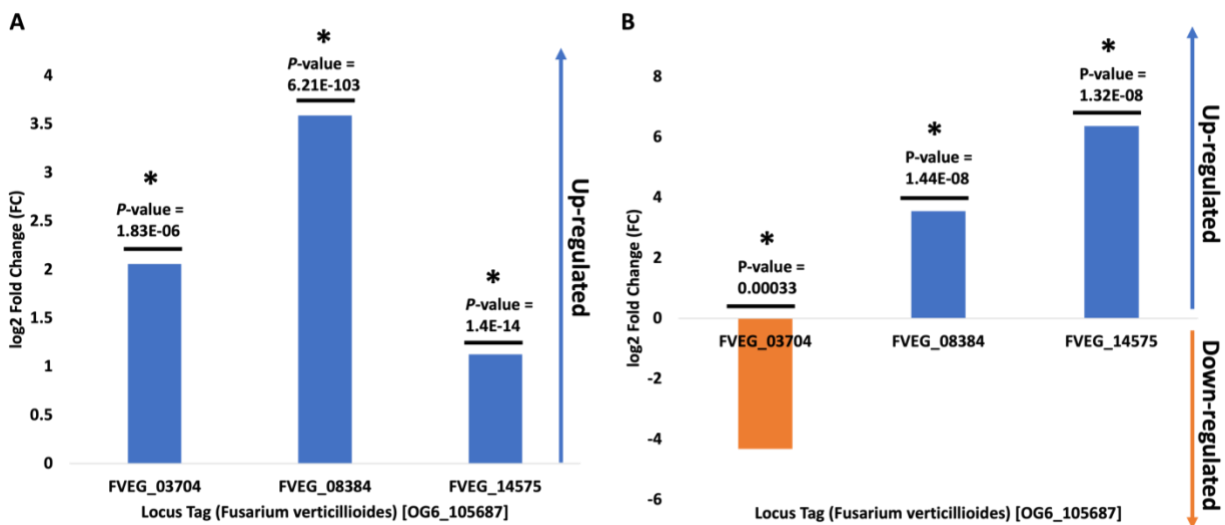 A
*
P-value =
6.21E-103
*
P-value =
1.83E-06
*
P-value =
1.4E-14
4
3.5
3
2.5
2
1.5
1
0.5
0
log2 Fold Change (FC)
Up-regulated
FVEG_03704
FVEG_08384
FVEG_14575
Locus Tag (Fusarium verticillioides) [OG6_105687]
B
*
P-value =
1.32E-08
*
P-value =
1.44E-08
*
P-value =
0.00033
8
6
4
2
0
-2
-4
-6
log2 Fold Change (FC)
Up-regulated
Down-regulated
FVEG_03704
FVEG_08384
FVEG_14575
Locus Tag (Fusarium verticillioides) [OG6_105687]